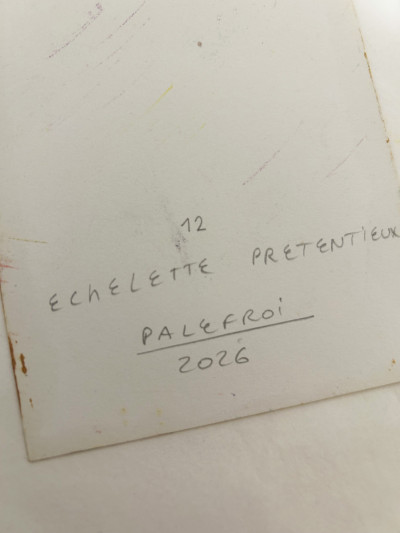 12
ECHELETTE PRETENTIEUX
PALEFROI
2026